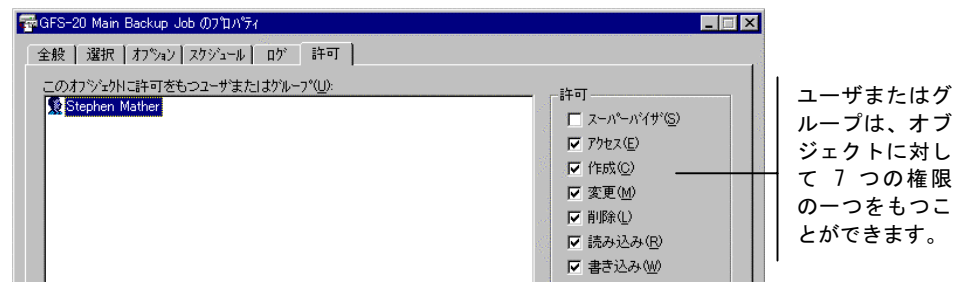 GFS-20 Main Backup Job のﾌﾟﾛﾊﾟﾃｨ
全般 選択 ｵﾌﾟｼｮﾝ ｽｹｼﾞｭｰﾙ ﾛｸﾞ 許可
このｵﾌﾞｼﾞｪｸﾄに許可をもつﾕｰｻﾞまたはｸﾞﾙｰﾌﾟ(U):
Stephen Mather
許可
ｽｰﾊﾟｰﾊﾞｲｻﾞ(S)
ｱｸｾｽ(E)
作成(C)
変更(M)
削除(L)
読み込み(R)
書き込み(W)
ユーザまたはグ
ループは、オブ
ジェクトに対し
て 7 つの権限
の一つをもつこ
とができます。